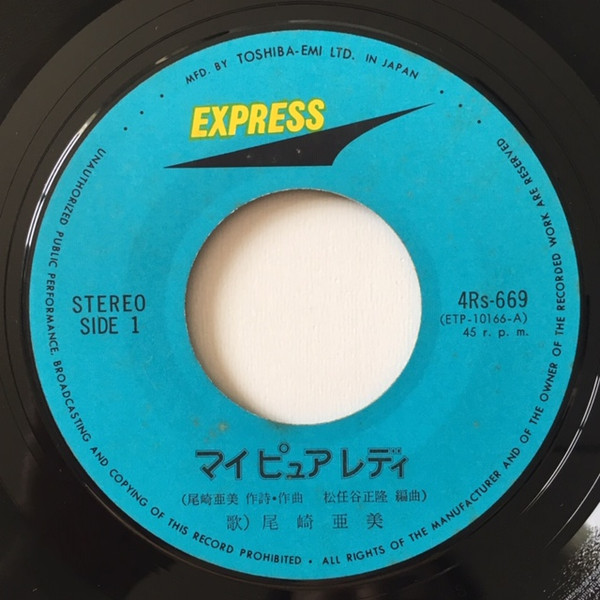 MFD. BY TOSHIBA-EMI LTD. IN JAPAN
EXPRESS
STEREO
SIDE 1
4Rs-669
(ETP-10166-A)
45 r. p. m.
マイ ピュア レディ
(尾崎亜美 作詩・作曲 松任谷正隆 編曲)
歌) 尾崎亜美
UNAUTHORIZED PUBLIC PERFORMANCE, BROADCASTING AND COPYING OF THIS RECORD PROHIBITED • ALL RIGHTS OF THE MANUFACTURER AND OF THE OWNER OF THE RECORDED WORK ARE RESERVED